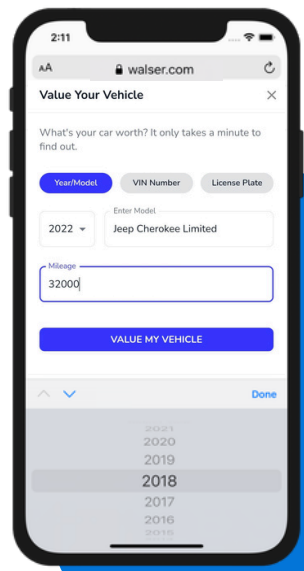 2:11
AA walser.com
Value Your Vehicle
What's your car worth? It only takes a minute to
find out.
Year/Model VIN Number License Plate
Enter Model
2022 Jeep Cherokee Limited
Mileage
32000
VALUE MY VEHICLE
Done
2021
2020
2019
2018
2017
2016
2015